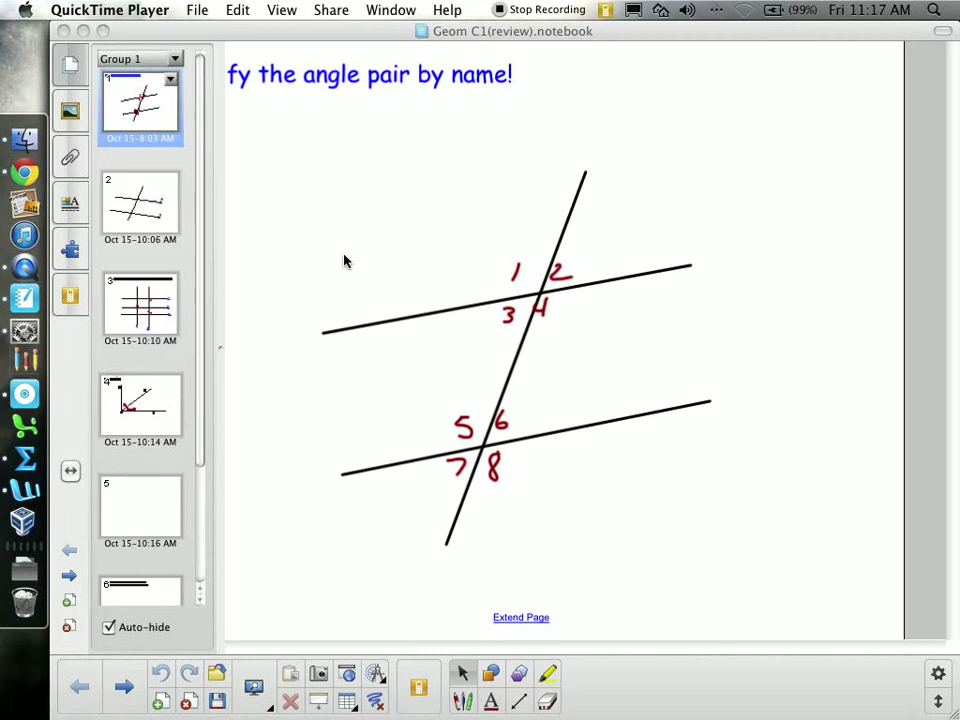 QuickTime Player File Edit View Share Window Help Stop Recording (99%) Fri 11:17 AM
Geom C1(review).notebook
Group 1
fy the angle pair by name!
1
Oct 15-8:03 AM
2
Oct 15-10:06 AM
3
Oct 15-10:10 AM
4
Oct 15-10:14 AM
5
Oct 15-10:16 AM
6
Auto-hide
1 2
3 4
5 6
7 8
Extend Page